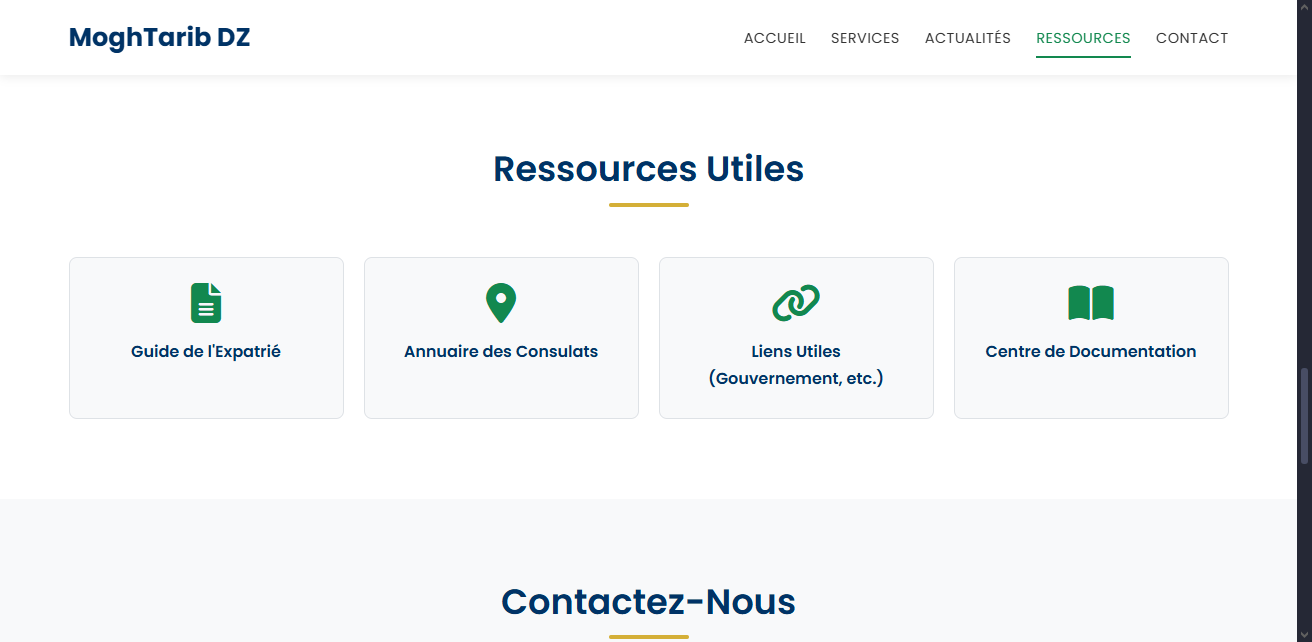 MoghTarib DZ
ACCUEIL
SERVICES
ACTUALITÉS
RESSOURCES
CONTACT
Ressources Utiles
Guide de l'Expatrié
Annuaire des Consulats
Liens Utiles
(Gouvernement, etc.)
Centre de Documentation
Contactez-Nous